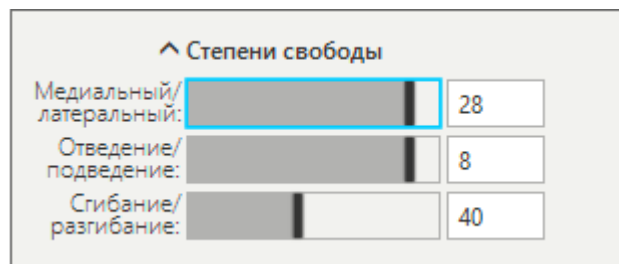 Степени свободы
Медиальный/
латеральный:
28
Отведение/
подведение:
8
Сгибание/
разгибание:
40